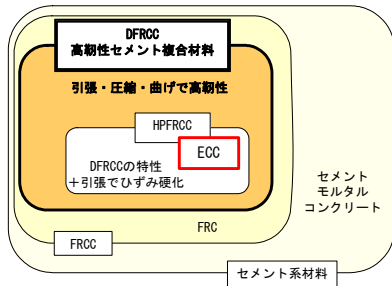 DFRCC
高靭性セメント複合材料
引張・圧縮・曲げで高靭性
HPFRCC
ECC
DFRCCの特性
＋引張でひずみ硬化
セメント
モルタル
コンクリート
FRC
FRCC
セメント系材料